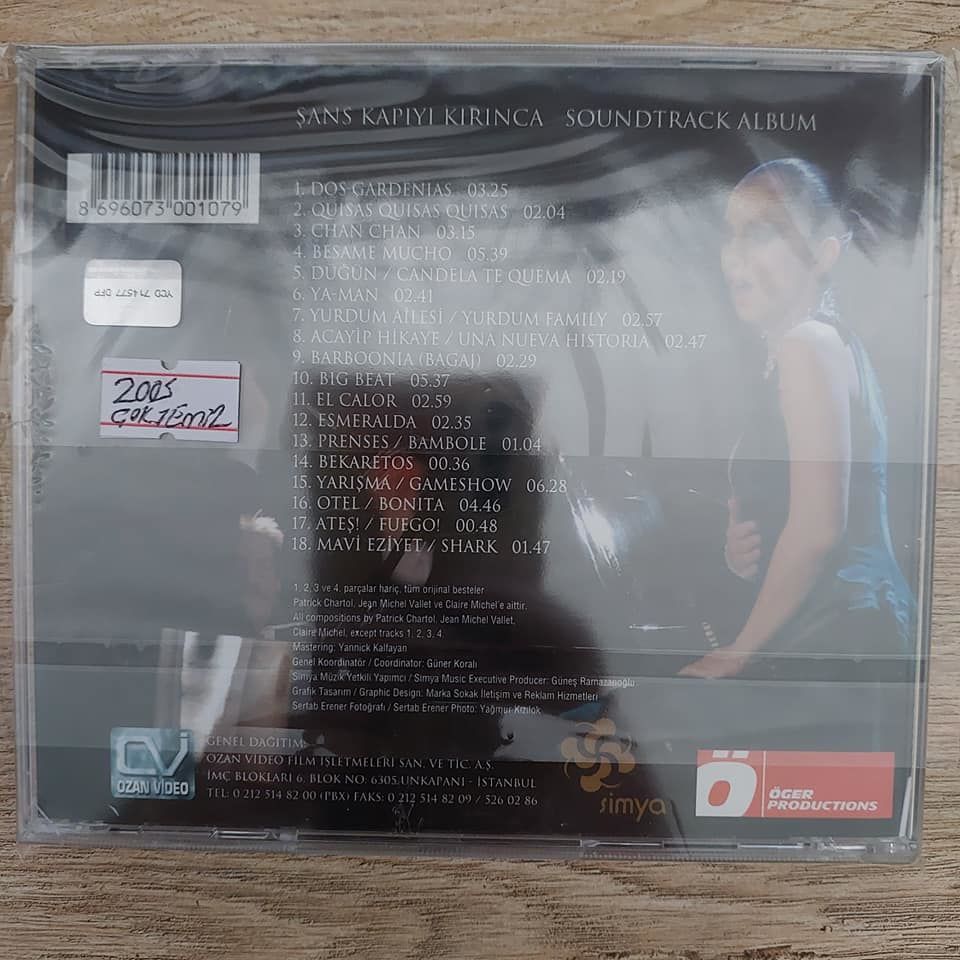 ŞANS KAPIYI KIRINCA SOUNDTRACK ALBUM
8 696073 001079
1. DOS GARDENIAS 03.25
2. QUISAS QUISAS QUISAS 02.04
3. CHAN CHAN 03.15
4. BESAME MUCHO 05.39
5. DÜĞÜN / CANDELA TE QUEMA 02.19
6. YA-MAN 02.41
7. YURDUM AİLESİ / YURDUM FAMILY 02.57
8. ACAYİP HİKAYE / UNA NUEVA HISTORIA 02.47
9. BARBOONIA (BAGAJ) 02.29
10. BIG BEAT 05.37
11. EL CALOR 02.59
12. ESMERALDA 02.35
13. PRENSES / BAMBOLE 01.04
14. BEKARETOS 00.36
15. YARIŞMA / GAMESHOW 06.28
16. OTEL / BONITA 04.46
17. ATEŞ! / FUEGO! 00.48
18. MAVİ EZİYET / SHARK 01.47
YCD 714577 DFP
2005
GÖKTEMİZ
1, 2, 3 ve 4. parçalar hariç, tüm orijinal besteler
Patrick Chartol, Jean Michel Vallet ve Claire Michel'e aittir.
All compositions by Patrick Chartol, Jean Michel Vallet,
Claire Michel, except tracks 1, 2, 3, 4.
Mastering: Yannick Kalfayan
Genel Koordinatör / Coordinator: Güner Koralı
Simya Müzik Yetkili Yapımcı / Simya Music Executive Producer: Güneş Ramazanoğlu
Grafik Tasarım / Graphic Design: Marka Sokak İletişim ve Reklam Hizmetleri
Sertab Erener Fotoğrafı / Sertab Erener Photo: Yağmur Kızılok
OZAN VİDEO
GENEL DAĞITIM:
OZAN VİDEO FİLM İŞLETMELERİ SAN. VE TİC. A.Ş.
İMÇ BLOKLARI 6. BLOK NO: 6305 UNKAPANI - İSTANBUL
TEL: 0 212 514 82 00 (PBX) FAKS: 0 212 514 82 09 / 526 02 86
simya
Ö
ÖGER
PRODUCTIONS